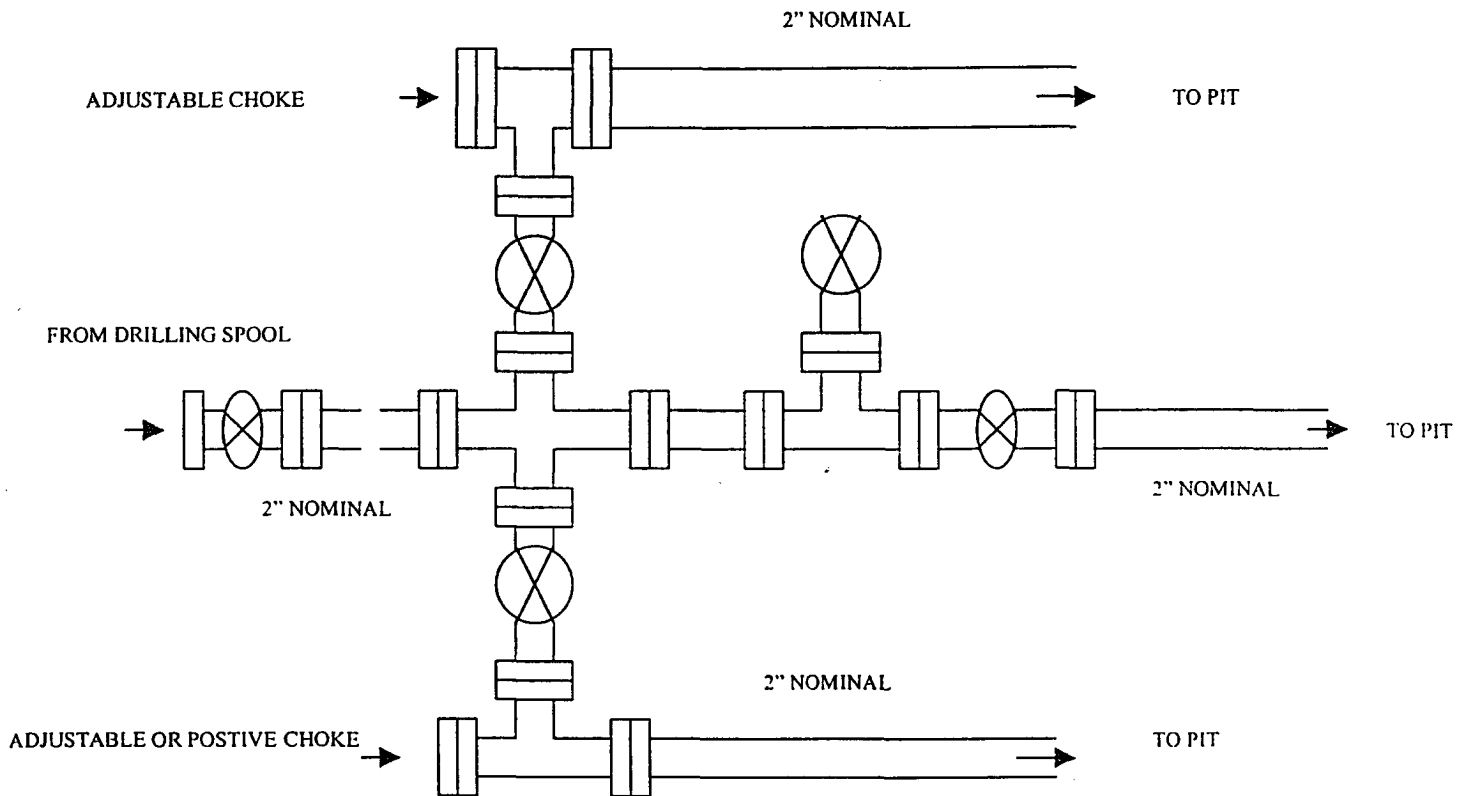 2” NOMINAL
ADJUSTABLE CHOKE
TO PIT
FROM DRILLING SPOOL
TO PIT
2” NOMINAL
2” NOMINAL
2” NOMINAL
ADJUSTABLE OR POSTIVE CHOKE
TO PIT